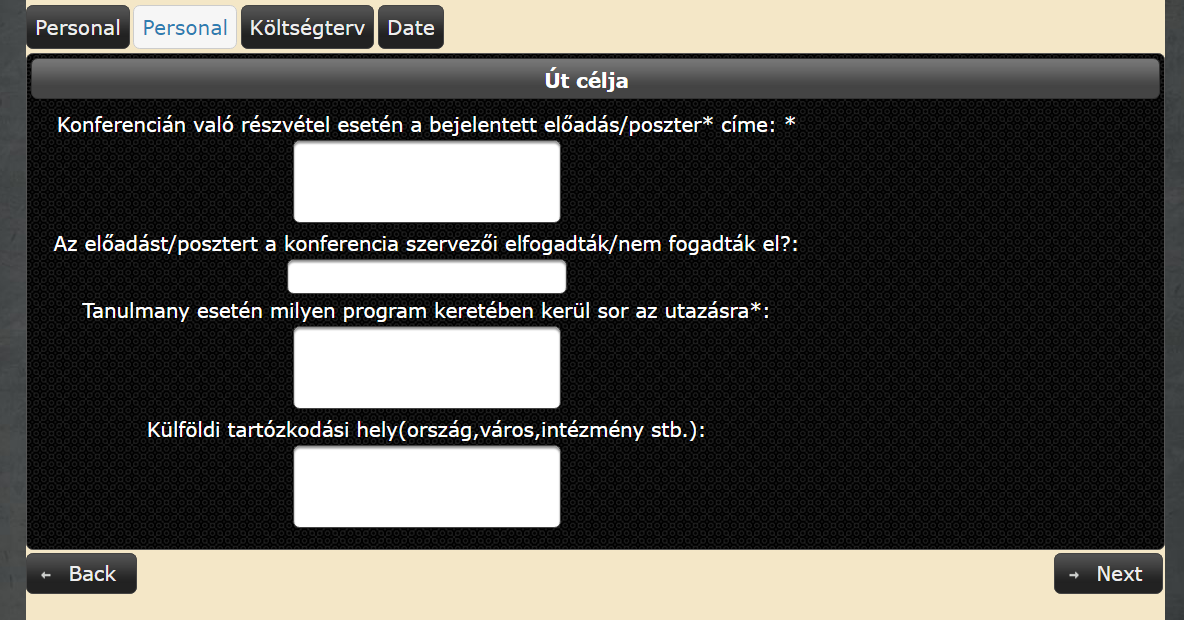 Personal Personal Költségterv Date
Út célja
Konferencián való részvétel esetén a bejelentett előadás/poszter* címe: *
Az előadást/posztert a konferencia szervezői elfogadták/nem fogadták el?:
Tanulmany esetén milyen program keretében kerül sor az utazásra*:
Külföldi tartózkodási hely(ország,város,intézmény stb.):
← Back → Next